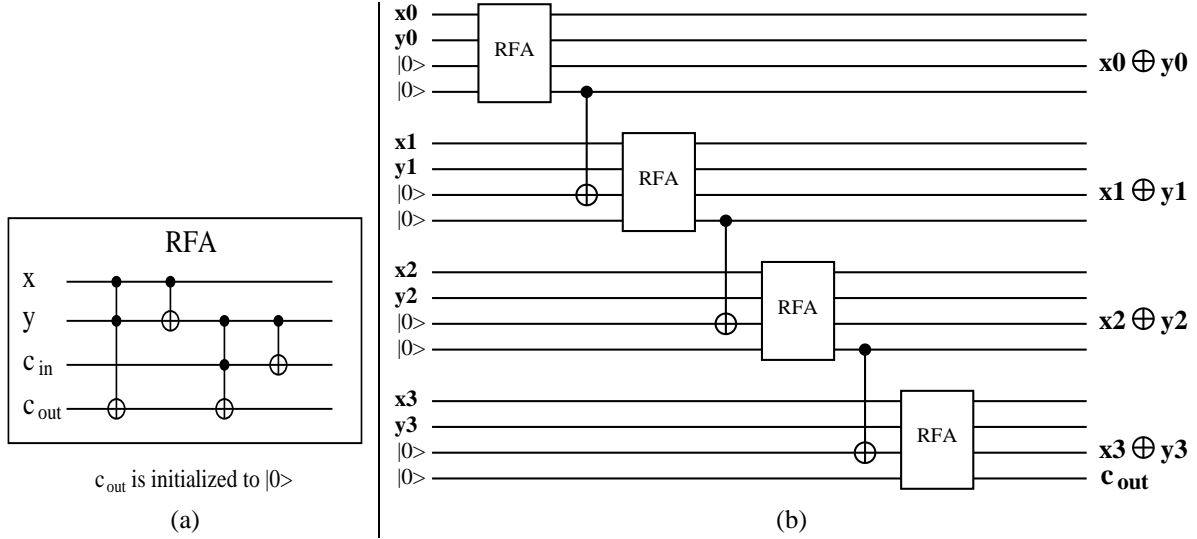 RFA
x
y
c in
c out
c out is initialized to |0>
(a)
x0
y0
|0>
|0>
RFA
x0 ⊕ y0
x1
y1
|0>
|0>
RFA
x1 ⊕ y1
x2
y2
|0>
|0>
RFA
x2 ⊕ y2
x3
y3
|0>
|0>
RFA
x3 ⊕ y3
c out
(b)